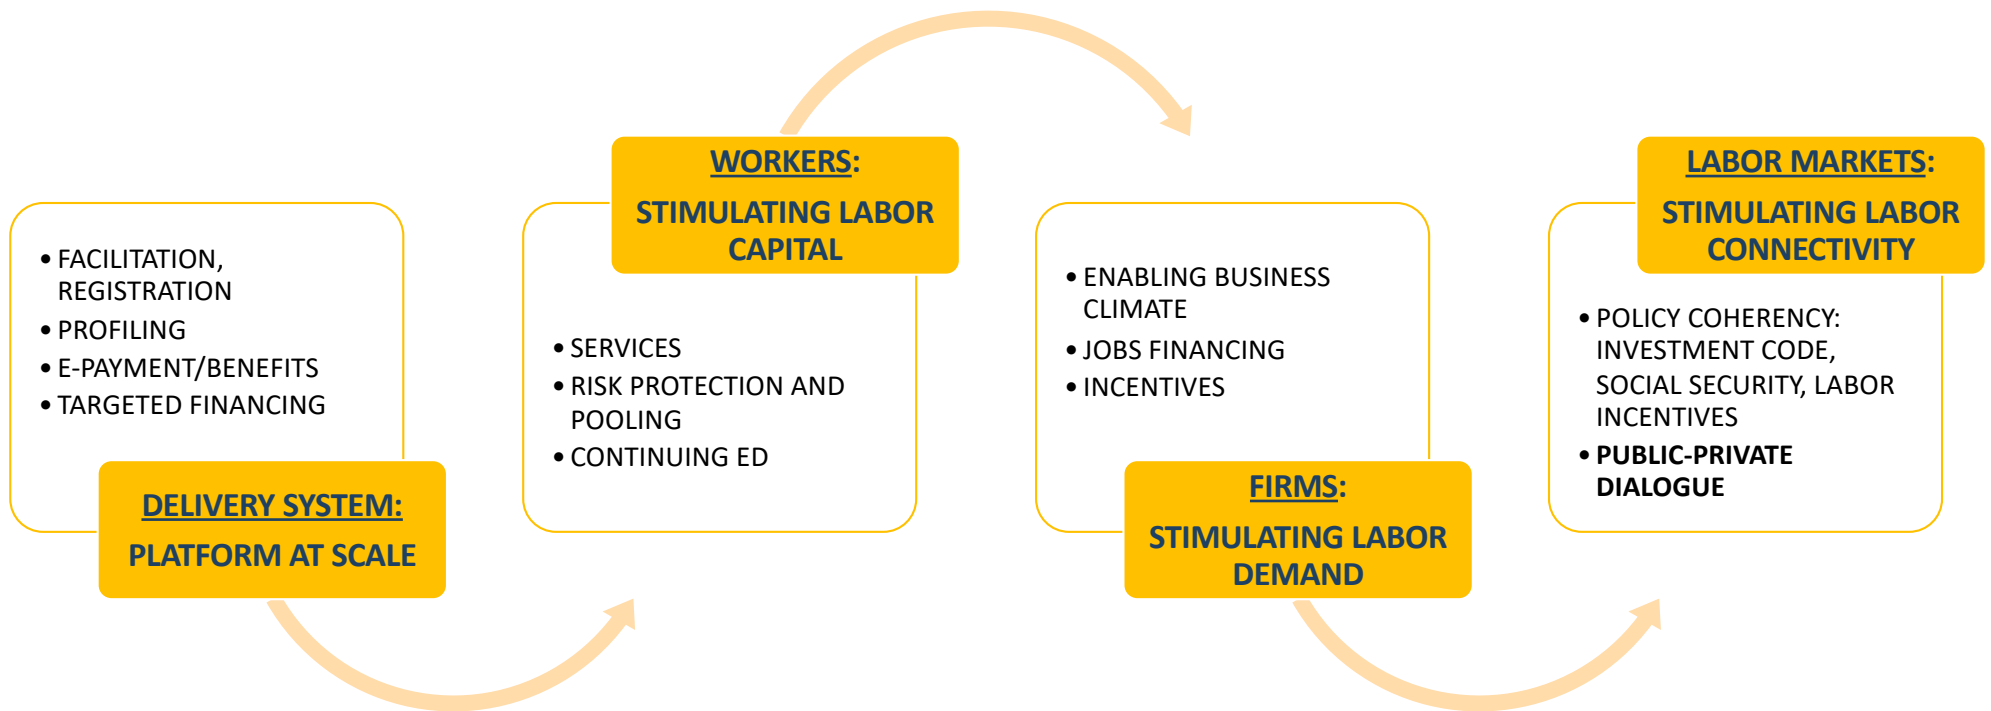 • FACILITATION,
REGISTRATION
• PROFILING
• E-PAYMENT/BENEFITS
• TARGETED FINANCING
DELIVERY SYSTEM:
PLATFORM AT SCALE
WORKERS:
STIMULATING LABOR
CAPITAL
• SERVICES
• RISK PROTECTION AND
POOLING
• CONTINUING ED
• ENABLING BUSINESS
CLIMATE
• JOBS FINANCING
• INCENTIVES
FIRMS:
STIMULATING LABOR
DEMAND
LABOR MARKETS:
STIMULATING LABOR
CONNECTIVITY
• POLICY COHERENCY:
INVESTMENT CODE,
SOCIAL SECURITY, LABOR
INCENTIVES
• PUBLIC-PRIVATE
DIALOGUE